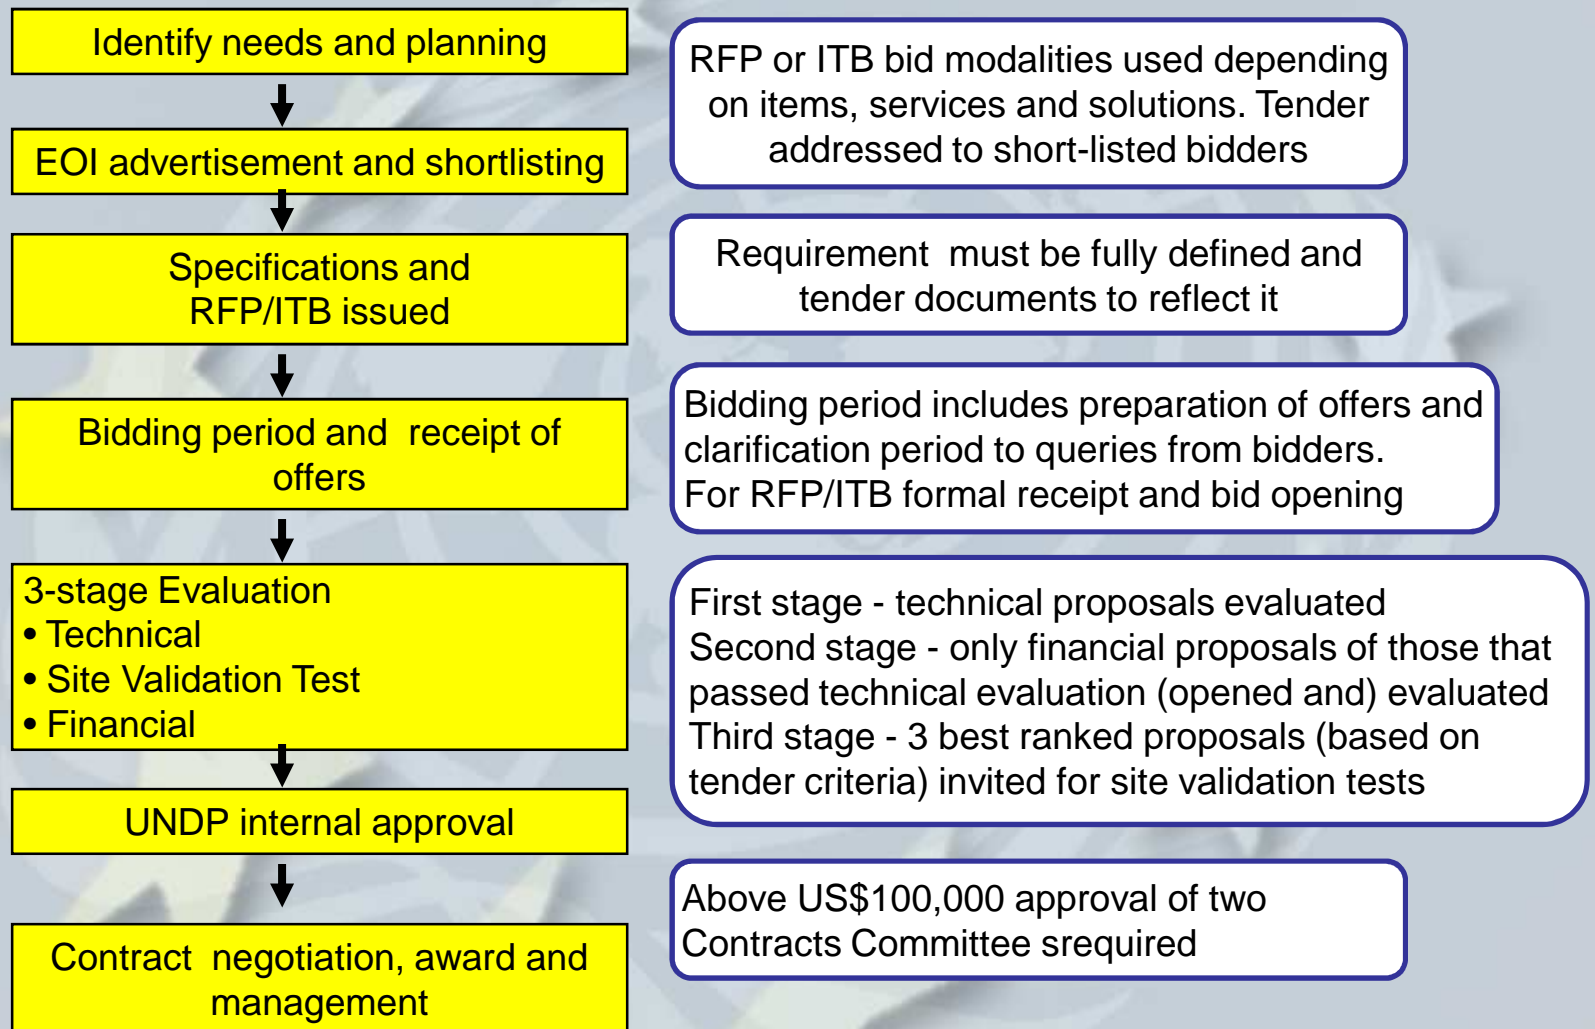 Identify needs and planning
EOI advertisement and shortlisting
Specifications and
RFP/ITB issued
Bidding period and  receipt of
offers
3-stage Evaluation
• Technical
• Site Validation Test
• Financial
UNDP internal approval
Contract  negotiation, award and
management
RFP or ITB bid modalities used depending
on items, services and solutions. Tender
addressed to short-listed bidders
Requirement  must be fully defined and
tender documents to reflect it
Bidding period includes preparation of offers and
clarification period to queries from bidders.
For RFP/ITB formal receipt and bid opening
First stage - technical proposals evaluated
Second stage - only financial proposals of those that
passed technical evaluation (opened and) evaluated
Third stage - 3 best ranked proposals (based on
tender criteria) invited for site validation tests
Above US$100,000 approval of two
Contracts Committee srequired